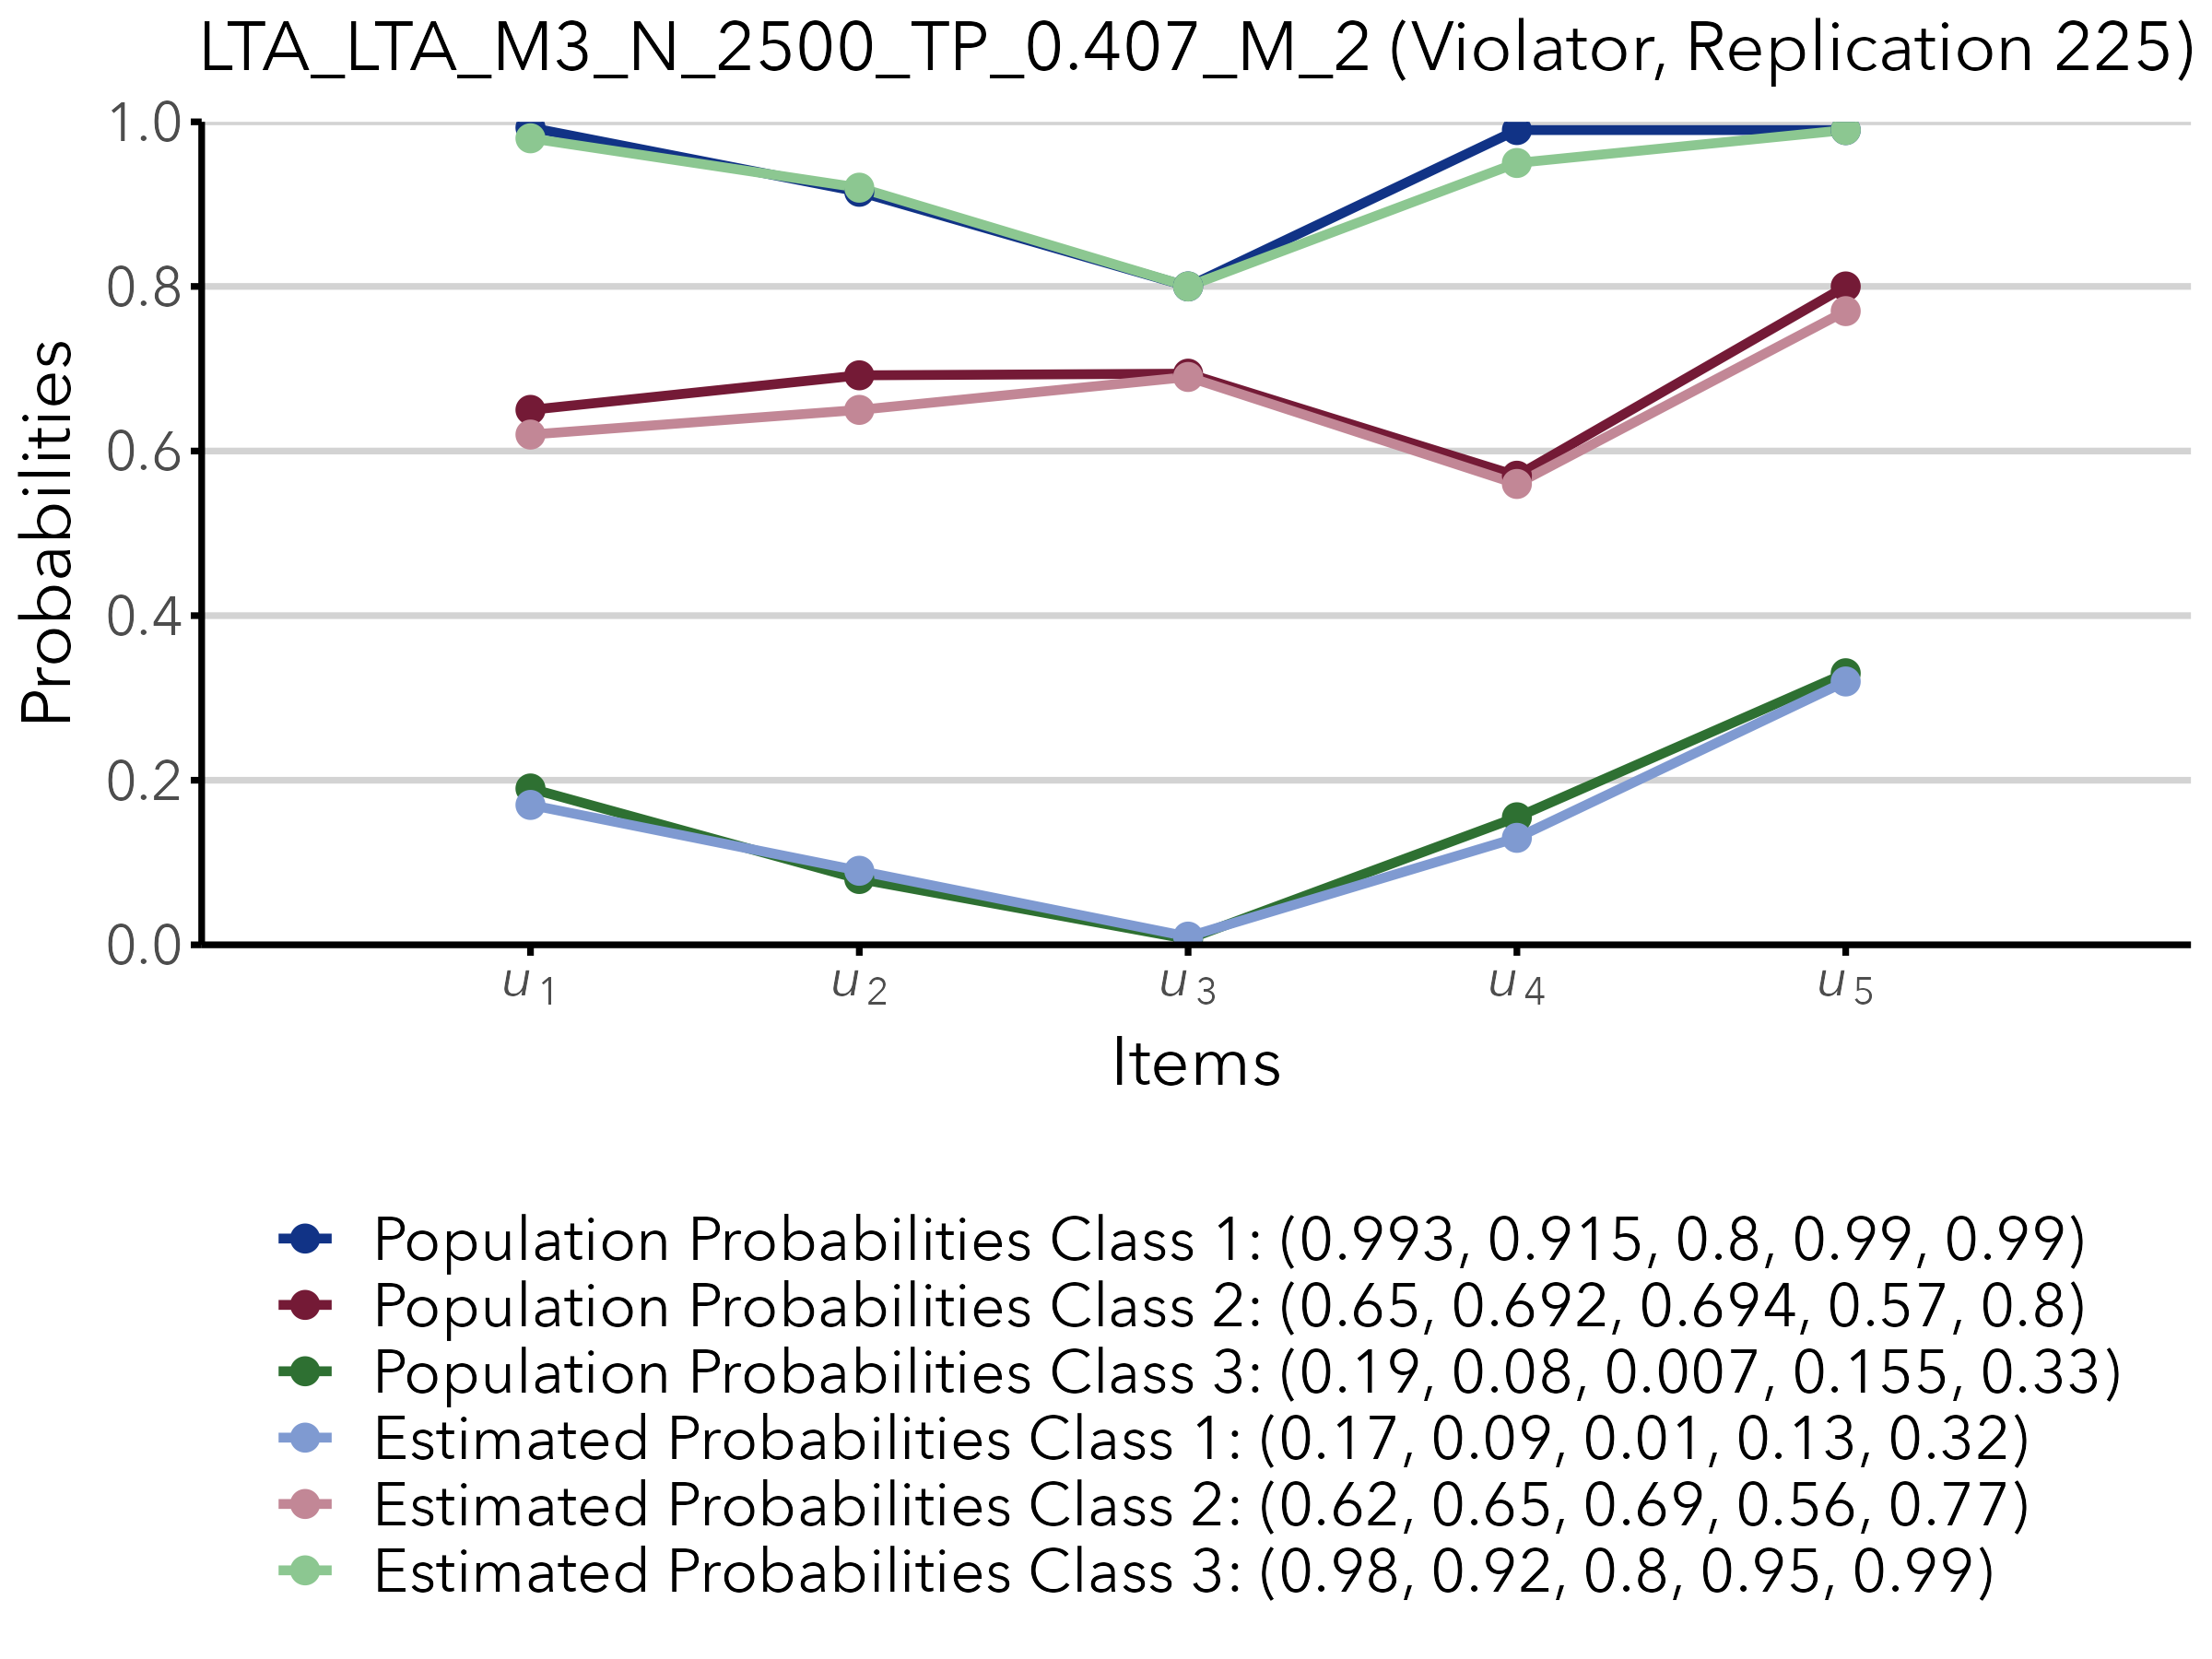 LTA_LTA_M3_N_2500_TP_0.407_M_2 (Violator, Replication 225)
1.0
0.8
0.6
0.4
0.2
0.0
Probabilities
u1 u2 u3 u4 u5
Items
Population Probabilities Class 1: (0.993, 0.915, 0.8, 0.99, 0.99)
Population Probabilities Class 2: (0.65, 0.692, 0.694, 0.57, 0.8)
Population Probabilities Class 3: (0.19, 0.08, 0.007, 0.155, 0.33)
Estimated Probabilities Class 1: (0.17, 0.09, 0.01, 0.13, 0.32)
Estimated Probabilities Class 2: (0.62, 0.65, 0.69, 0.56, 0.77)
Estimated Probabilities Class 3: (0.98, 0.92, 0.8, 0.95, 0.99)